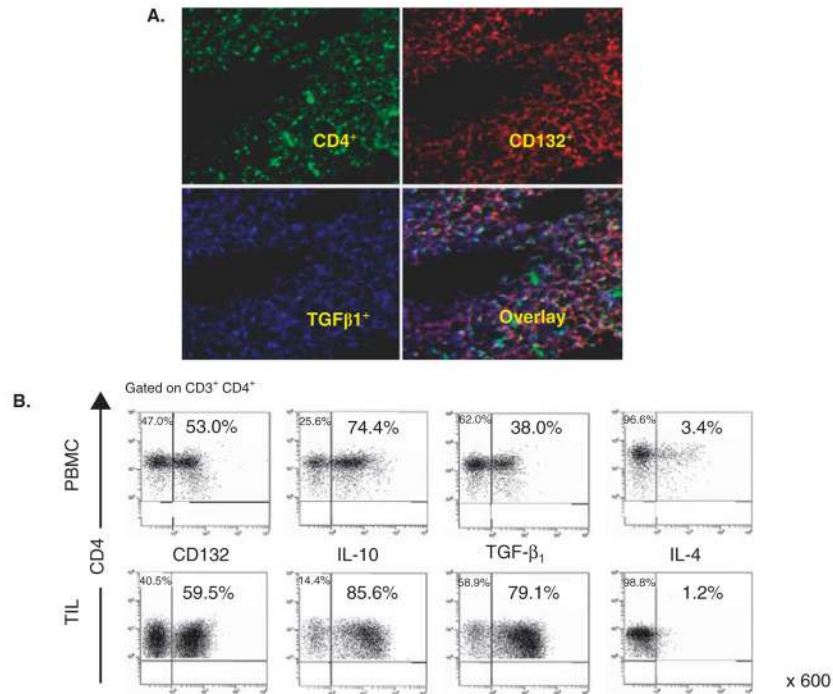 A.
CD4⁺
CD132⁺
TGFβ1⁺
Overlay
B.
Gated on CD3⁺ CD4⁺
PBMC
47.0% 53.0%
25.6% 74.4%
62.0% 38.0%
96.6% 3.4%
CD4
CD132
IL-10
TGF-β₁
IL-4
TIL
40.5% 59.5%
14.4% 85.6%
58.9% 79.1%
98.8% 1.2%
x 600